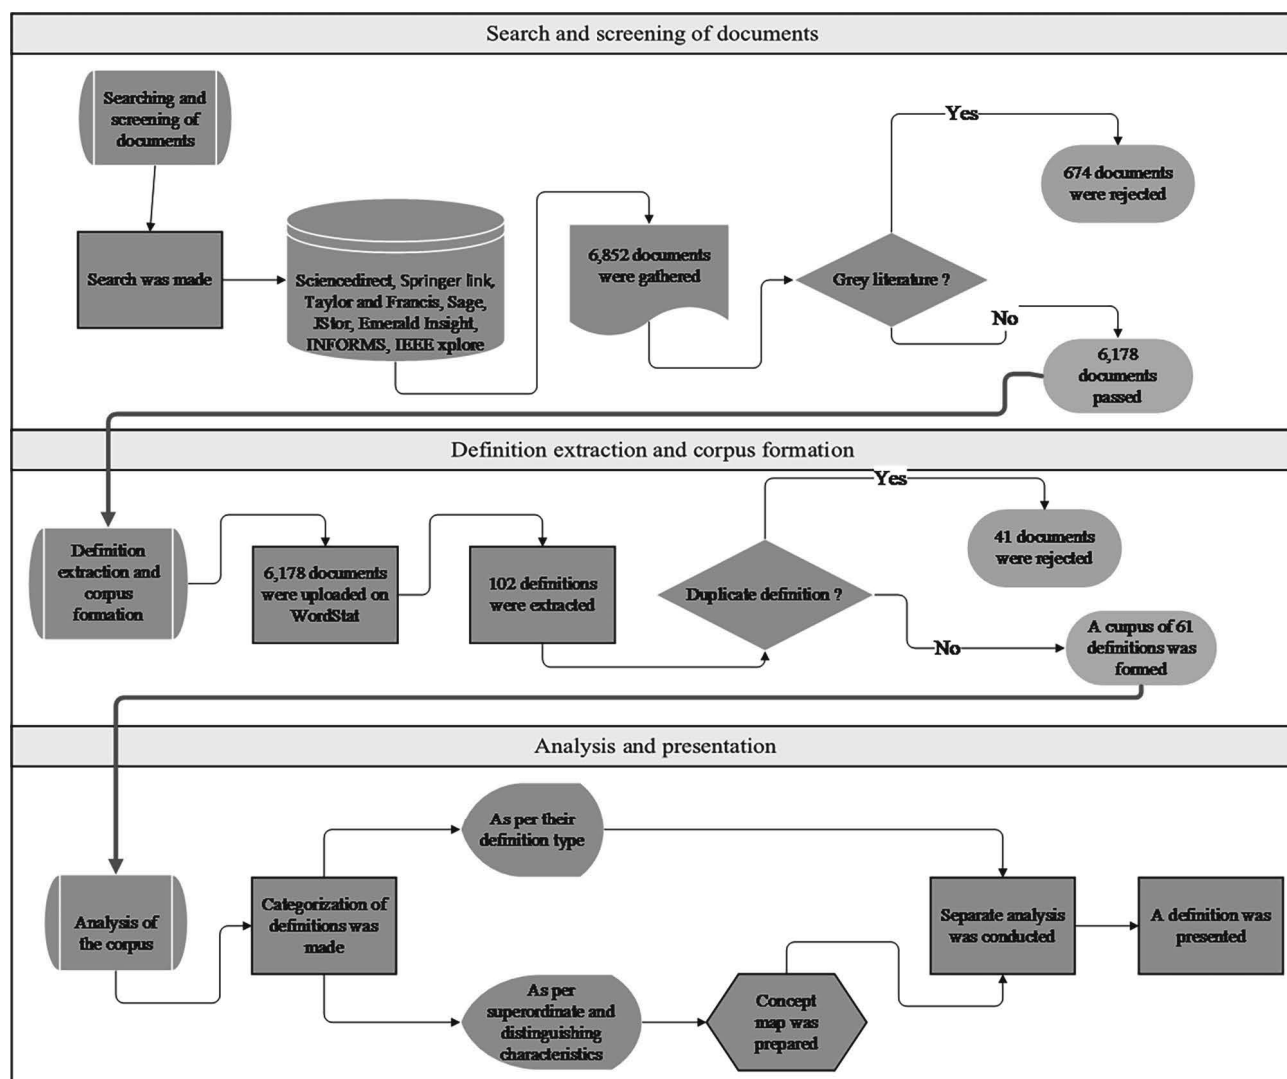 Search and screening of documents
Searching and
screening of
documents
Search was made
Sciencedirect, Springer link,
Taylor and Francis, Sage,
JStor, Emerald Insight,
INFORMS, IEEE xplore
6,852 documents
were gathered
Grey literature ?
Yes
674 documents
were rejected
No
6,178
documents
passed
Definition extraction and corpus formation
Definition
extraction and
corpus
formation
6,178 documents
were uploaded on
WordStat
102 definitions
were extracted
Duplicate definition ?
Yes
41 documents
were rejected
No
A curpus of 61
definitions was
formed
Analysis and presentation
Analysis of
the corpus
Categorization of
definitions was
made
As per their
definition type
As per
superordinate and
distinguishing
characteristics
Concept
map was
prepared
Separate analysis
was conducted
A definition was
presented